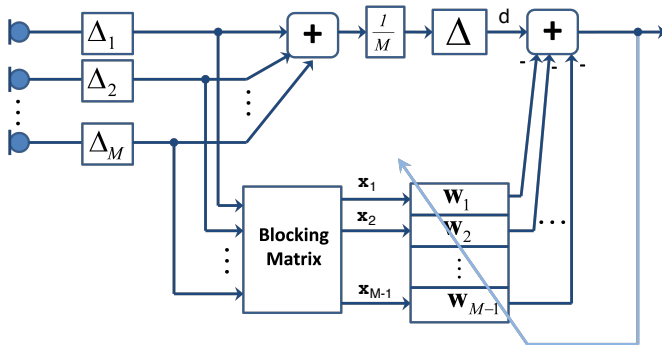 Δ1
+
1/M
Δ
d
+
-
-
-
Δ2
ΔM
Blocking
Matrix
x1
x2
xM-1
w1
w2
wM−1